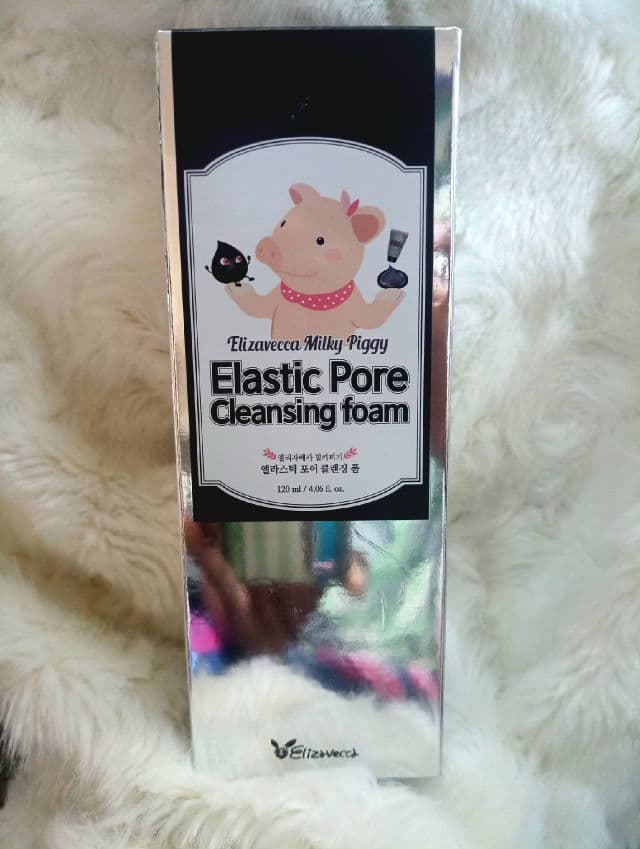 Elizavecca Milky Piggy
Elastic Pore
Cleansing foam
엘리자베카 밀키피기
엘라스틱 포어 클렌징 폼
120 ml / 4.06 fl. oz.
Elizavecca